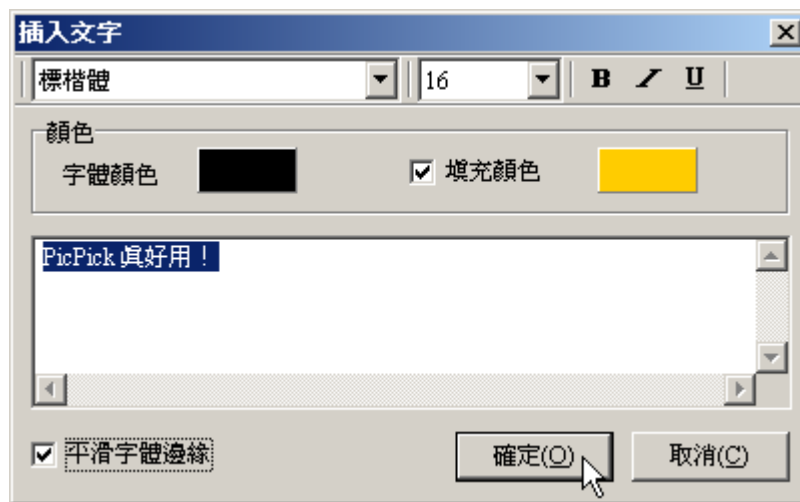 插入文字
標楷體 16 B I U
顏色
字體顏色 填充顏色
PicPick 真好用！
平滑字體邊緣 確定(O) 取消(C)